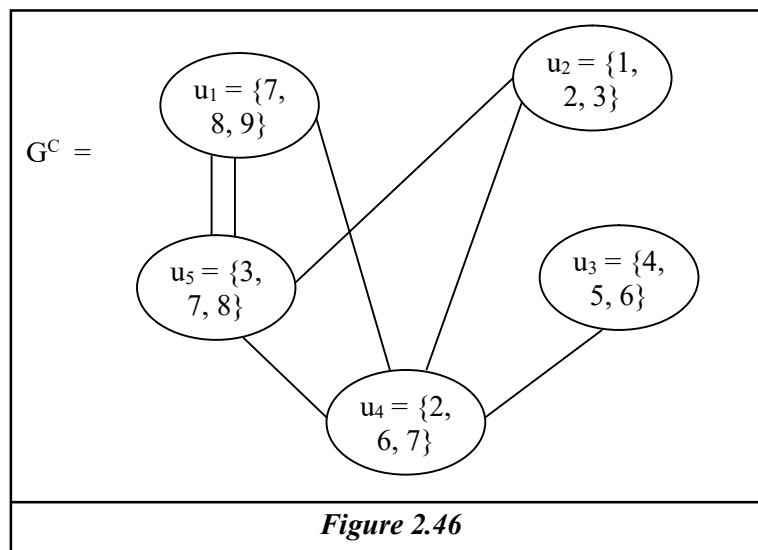 u₁ = {7,
8, 9}
u₂ = {1,
2, 3}
Gᶜ =
u₅ = {3,
7, 8}
u₃ = {4,
5, 6}
u₄ = {2,
6, 7}
Figure 2.46